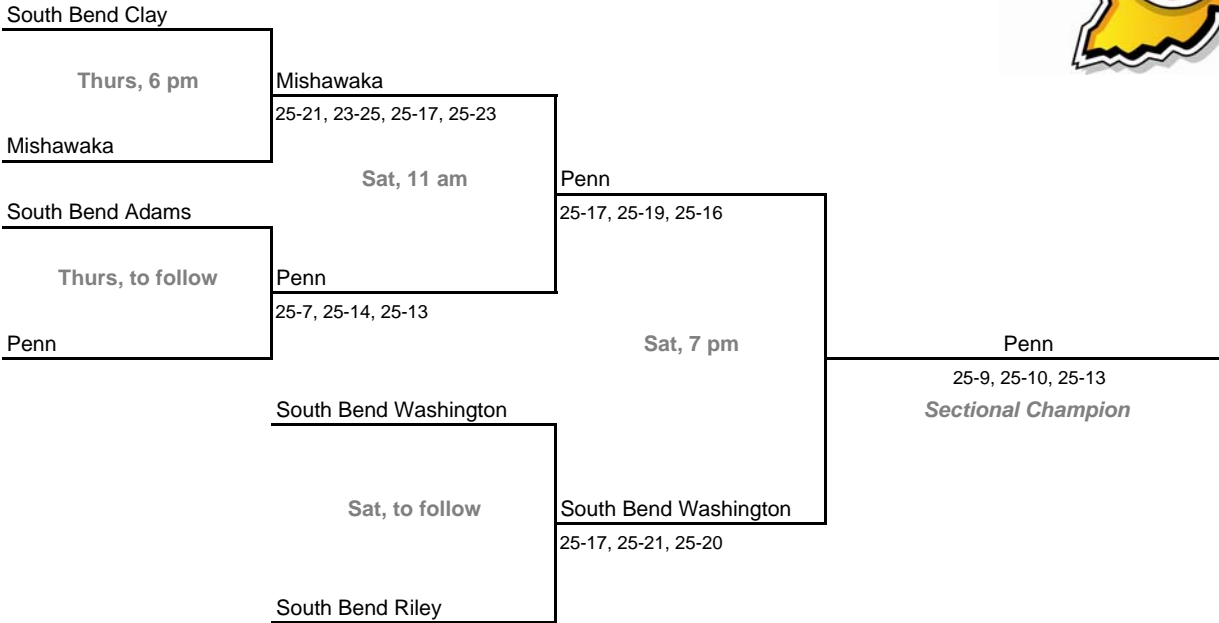 South Bend Clay
Thurs, 6 pm
Mishawaka
25-21, 23-25, 25-17, 25-23
Mishawaka
Sat, 11 am
Penn
South Bend Adams
25-17, 25-19, 25-16
Thurs, to follow
Penn
25-7, 25-14, 25-13
Penn
Sat, 7 pm
Penn
25-9, 25-10, 25-13
South Bend Washington
Sectional Champion
Sat, to follow
South Bend Washington
25-17, 25-21, 25-20
South Bend Riley